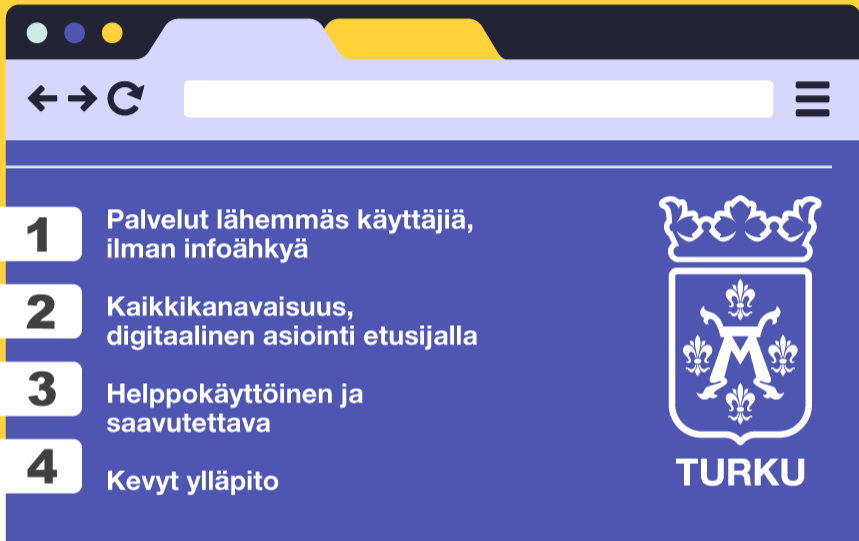 1
Palvelut lähemmäs käyttäjiä,
ilman infoähkyä
2
Kaikkikanavaisuus,
digitaalinen asiointi etusijalla
3
Helppokäyttöinen ja
saavutettava
4
Kevyt ylläpito
TURKU